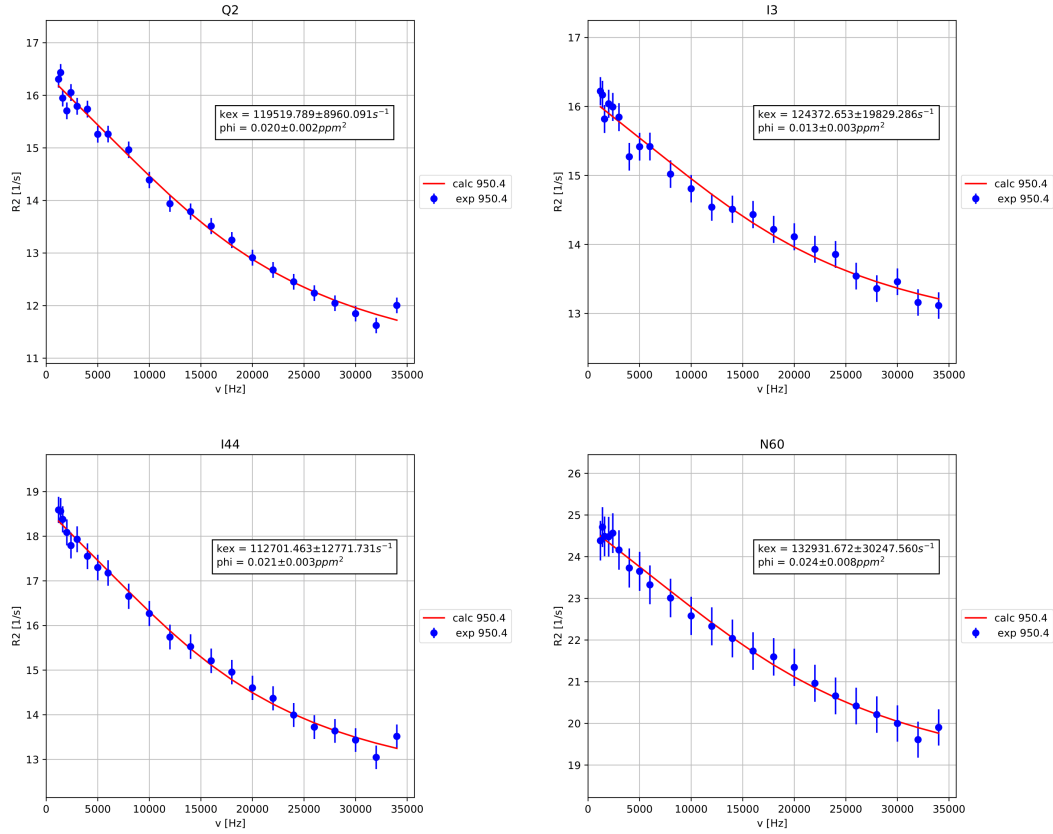 Q2
17
16
15
14
13
12
11
R2 [1/s]
kex = 119519.789±8960.091s⁻¹
phi = 0.020±0.002ppm²
calc 950.4
exp 950.4
0 5000 10000 15000 20000 25000 30000 35000
v [Hz]
I3
17
16
15
14
13
R2 [1/s]
kex = 124372.653±19829.286s⁻¹
phi = 0.013±0.003ppm²
calc 950.4
exp 950.4
0 5000 10000 15000 20000 25000 30000 35000
v [Hz]
I44
19
18
17
16
15
14
13
R2 [1/s]
kex = 112701.463±12771.731s⁻¹
phi = 0.021±0.003ppm²
calc 950.4
exp 950.4
0 5000 10000 15000 20000 25000 30000 35000
v [Hz]
N60
26
25
24
23
22
21
20
19
R2 [1/s]
kex = 132931.672±30247.560s⁻¹
phi = 0.024±0.008ppm²
calc 950.4
exp 950.4
0 5000 10000 15000 20000 25000 30000 350000
v [Hz]